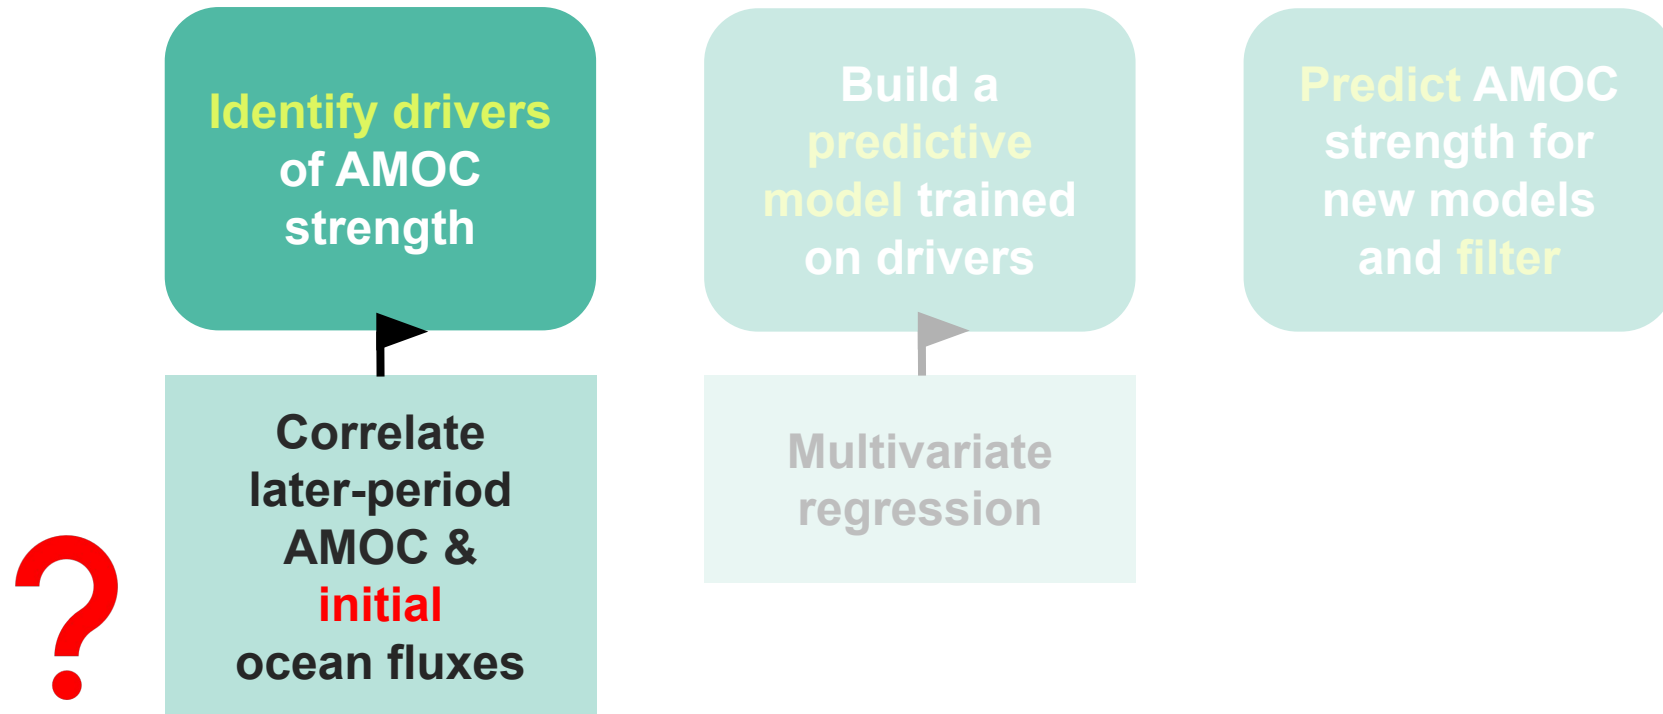 Identify drivers
of AMOC
strength
Build a
predictive
model trained
on drivers
Predict AMOC
strength for
new models
and filter
Correlate
later-period
AMOC &
initial
ocean fluxes
Multivariate
regression
?